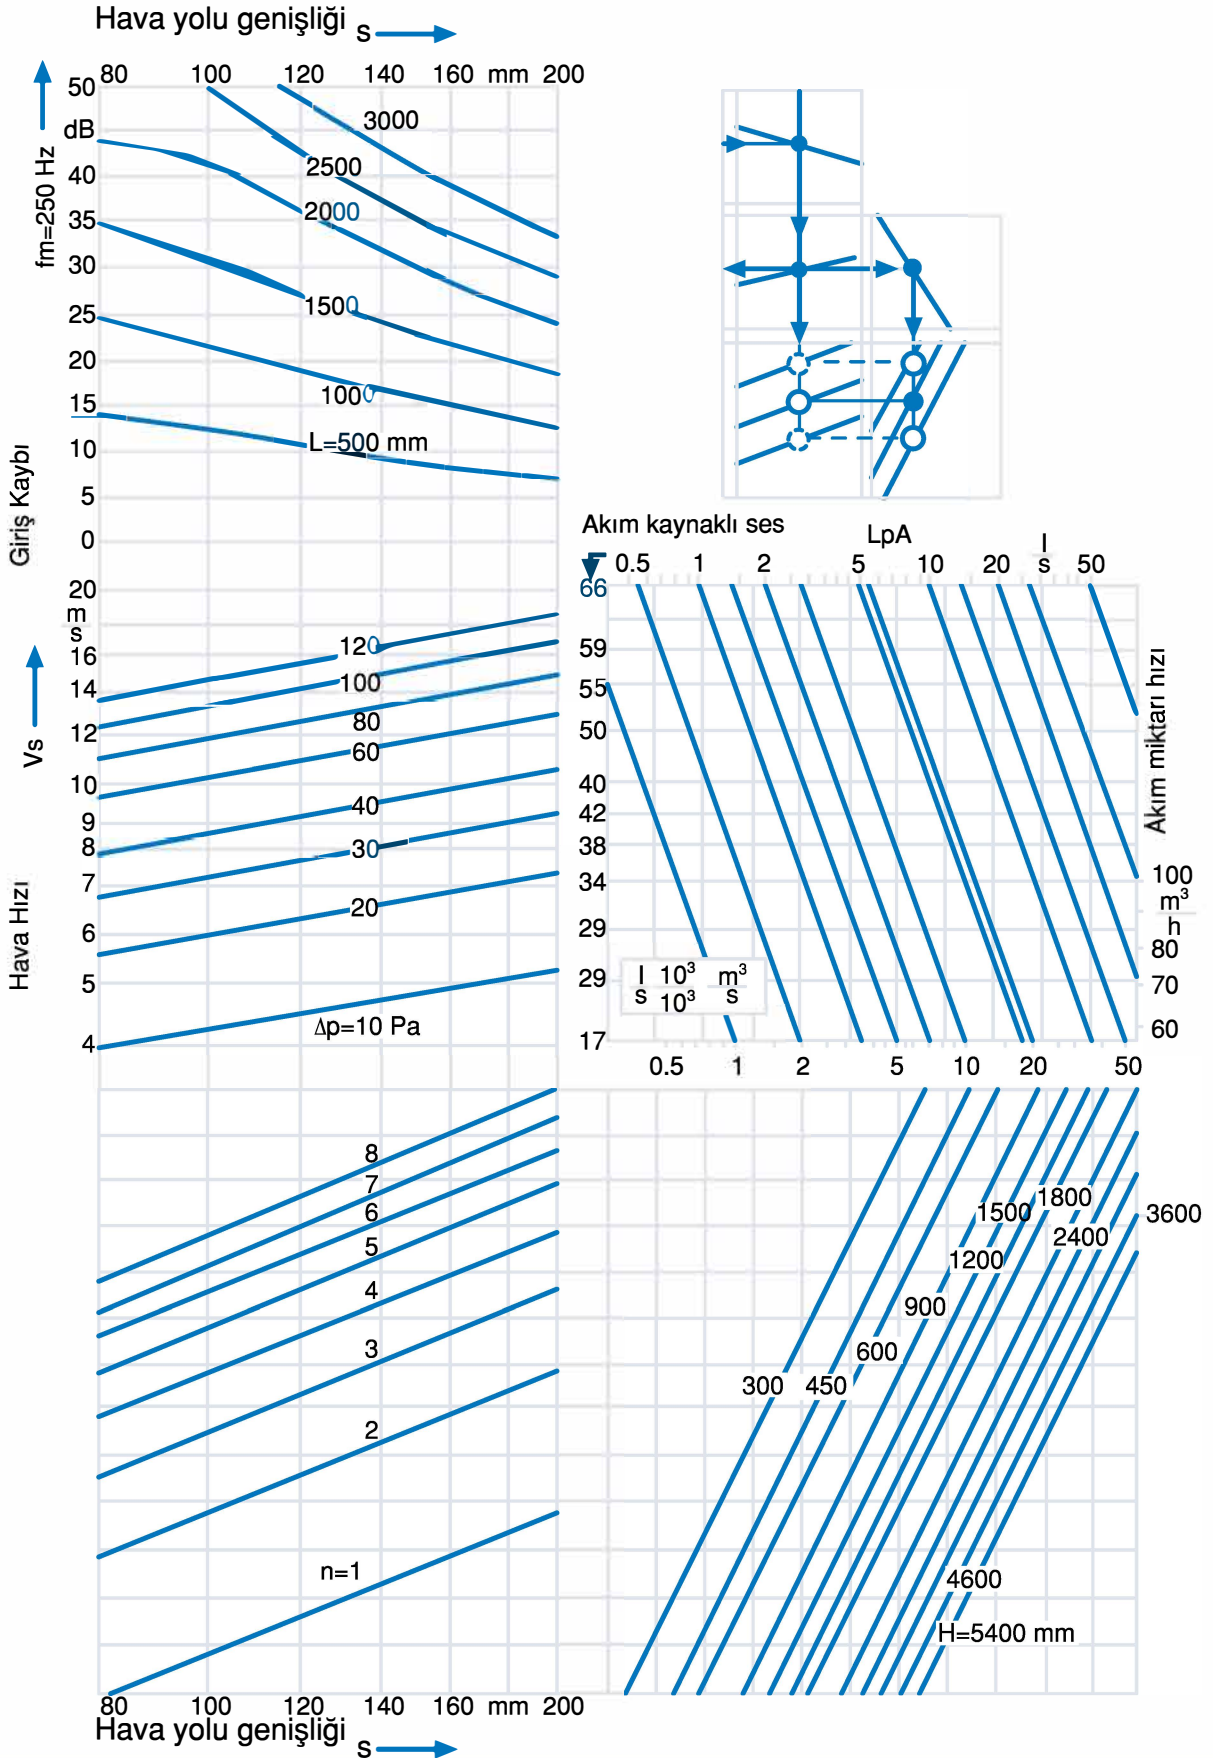 Hava yolu genişliği s
80 100 120 140 160 mm 200
50
dB
40
35
30
25
20
15
10
5
0
fm=250 Hz
Giriş Kaybı
3000
2500
2000
1500
1000
L=500 mm
20
m
s
16
14
12
10
9
8
7
6
5
4
Vs
Hava Hızı
120
100
80
60
40
30
20
Δp=10 Pa
Akım kaynaklı ses LpA
0.5 1 2 5 10 20 l/s 50
66
59
55
50
40
42
38
34
29
29
17
l/s 10³/10³ m³/s
Akım miktarı hızı
100
m³
h
80
70
60
0.5 1 2 5 10 20 50
8
7
6
5
4
3
2
n=1
1800
1500
3600
2400
1200
900
600
300 450
4600
H=5400 mm
80 100 120 140 160 mm 200
Hava yolu genişliği s